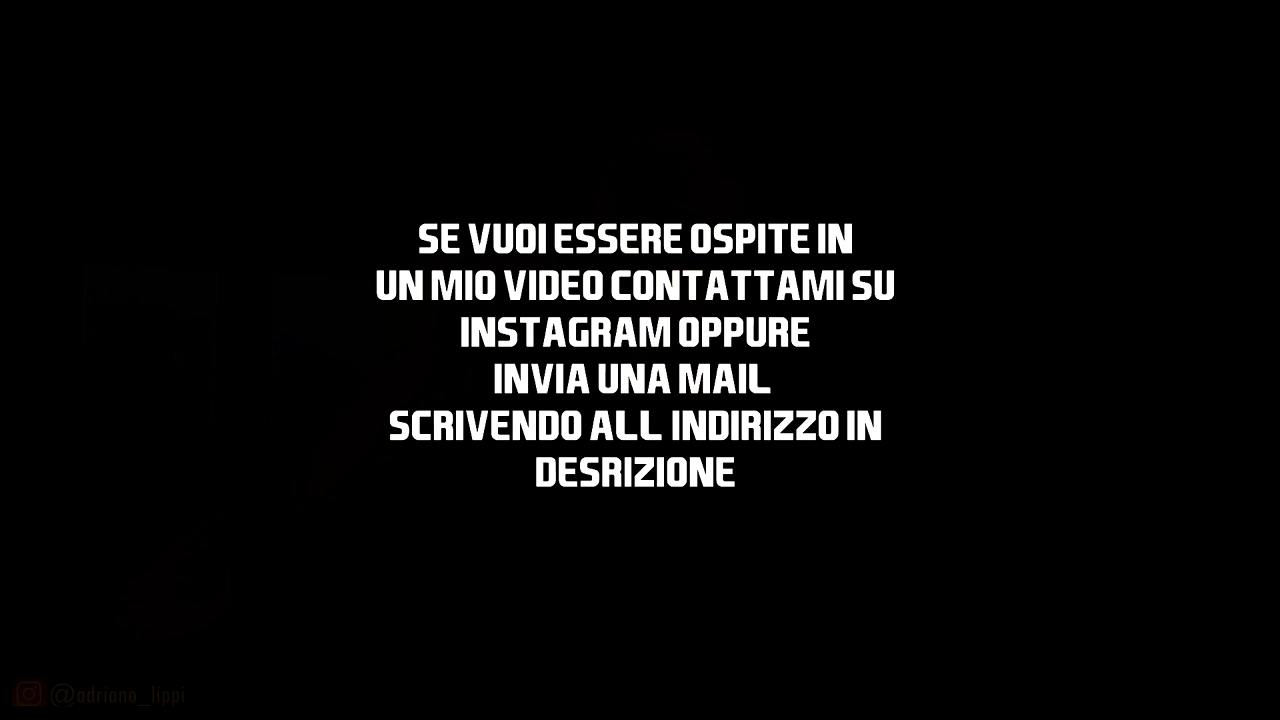 SE VUOI ESSERE OSPITE IN
UN MIO VIDEO CONTATTAMI SU
INSTAGRAM OPPURE
INVIA UNA MAIL
SCRIVENDO ALL INDIRIZZO IN
DESRIZIONE
@adriano_lippi